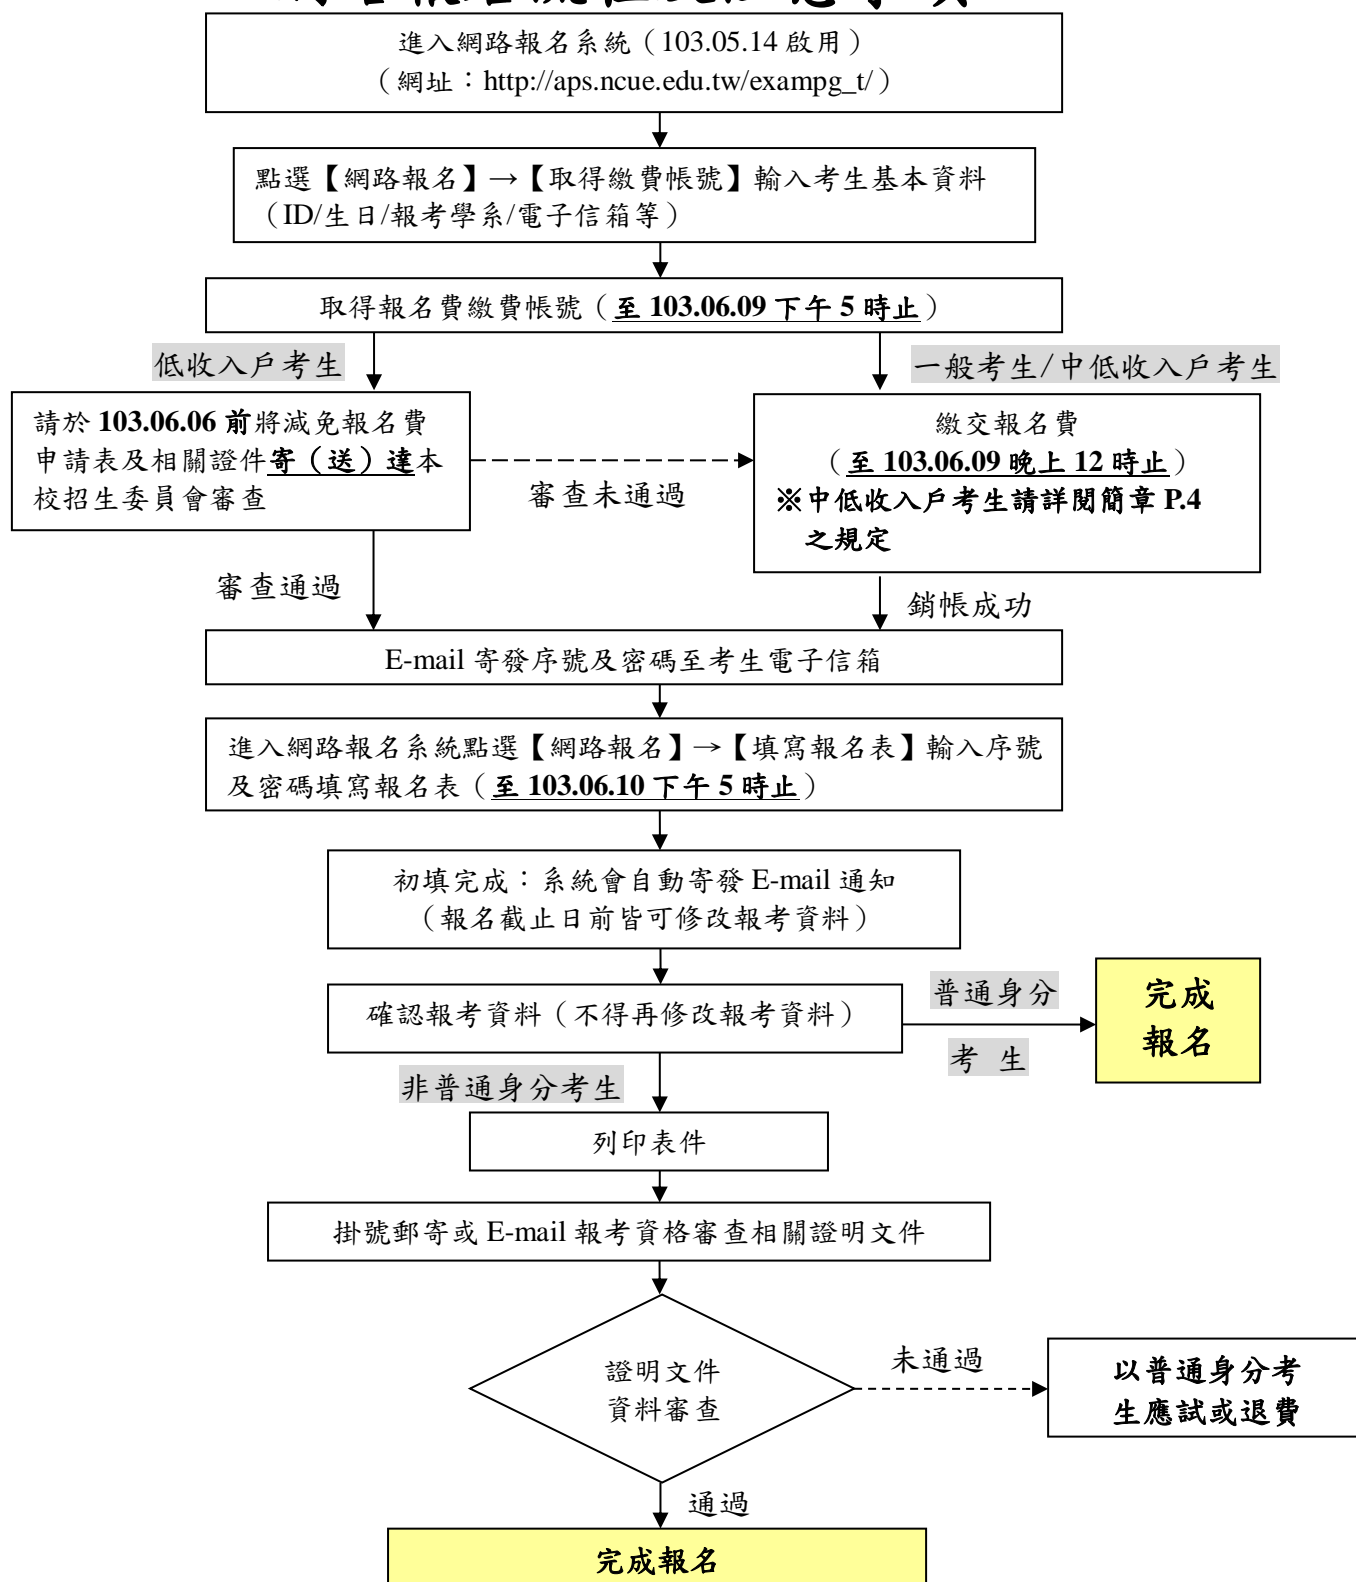 進入網路報名系統（103.05.14 啟用）
（網址：http://aps.ncue.edu.tw/exampg_t/）
點選【網路報名】→【取得繳費帳號】輸入考生基本資料
（ID/生日/報考學系/電子信箱等）
取得報名費繳費帳號（至 103.06.09 下午 5 時止）
低收入戶考生
一般考生/中低收入戶考生
請於 103.06.06 前將減免報名費
申請表及相關證件寄（送）達本
校招生委員會審查
審查未通過
繳交報名費
（至 103.06.09 晚上 12 時止）
※中低收入戶考生請詳閱簡章 P.4
之規定
審查通過
銷帳成功
E-mail 寄發序號及密碼至考生電子信箱
進入網路報名系統點選【網路報名】→【填寫報名表】輸入序號
及密碼填寫報名表（至 103.06.10 下午 5 時止）
初填完成：系統會自動寄發 E-mail 通知
（報名截止日前皆可修改報考資料）
確認報考資料（不得再修改報考資料）
普通身分
考 生
完成
報名
非普通身分考生
列印表件
掛號郵寄或 E-mail 報考資格審查相關證明文件
證明文件
資料審查
未通過
以普通身分考
生應試或退費
通過
完成報名